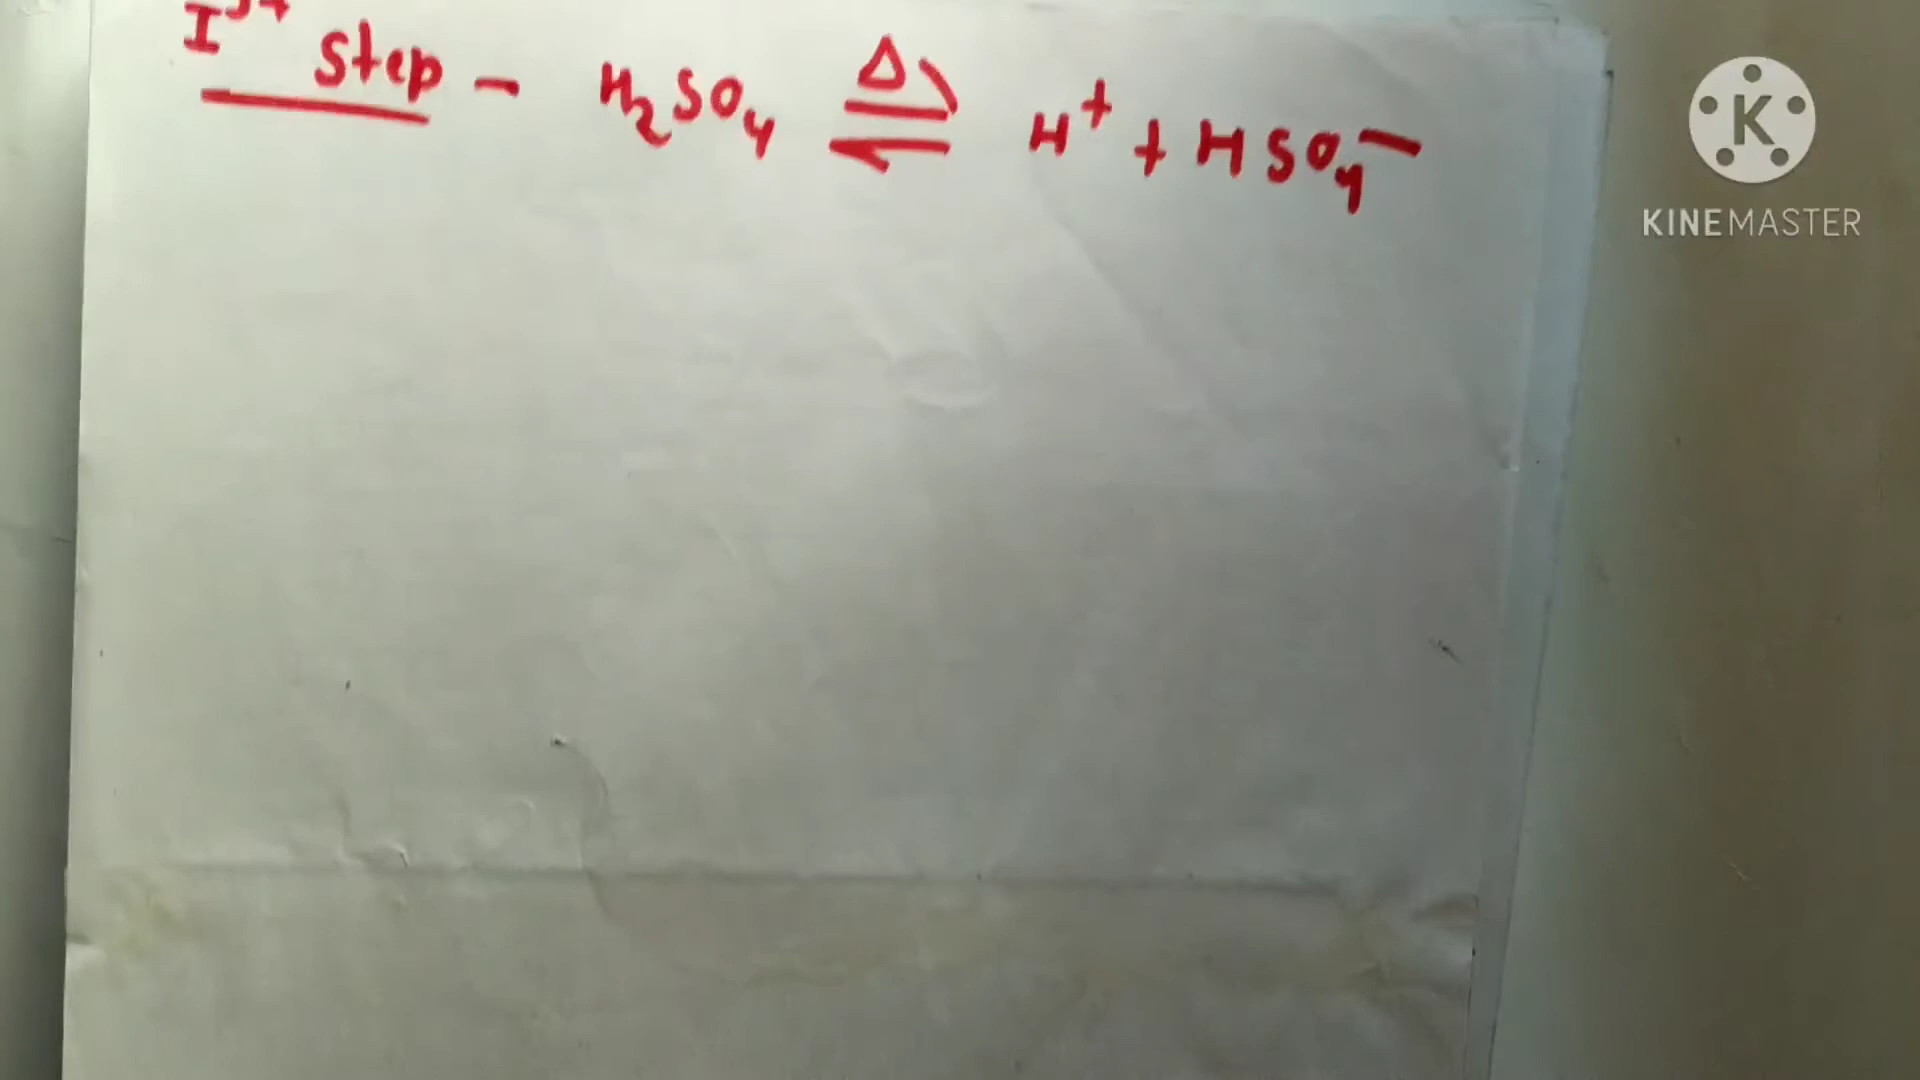 Ist step - H₂SO₄ ⇌ Δ H⁺ + HSO₄⁻
K
KINEMASTER